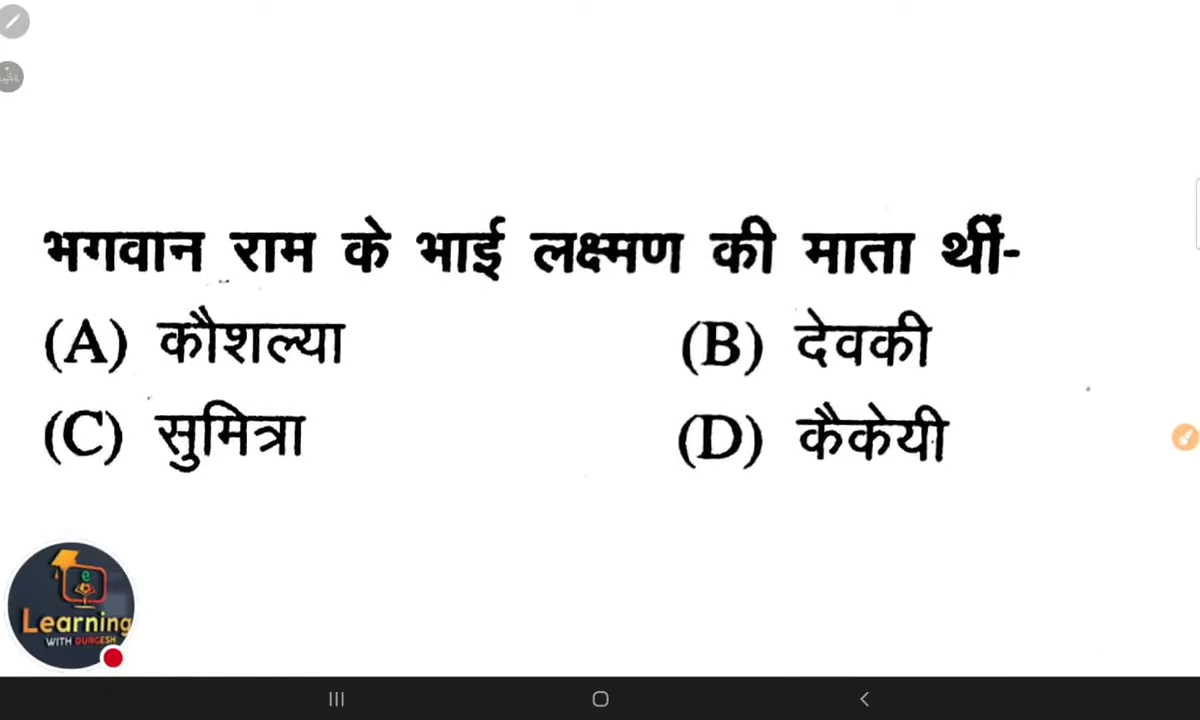 भगवान राम के भाई लक्ष्मण की माता थीं-
(A) कौशल्या (B) देवकी
(C) सुमित्रा (D) कैकेयी
e
Learning
WITH DURGESH